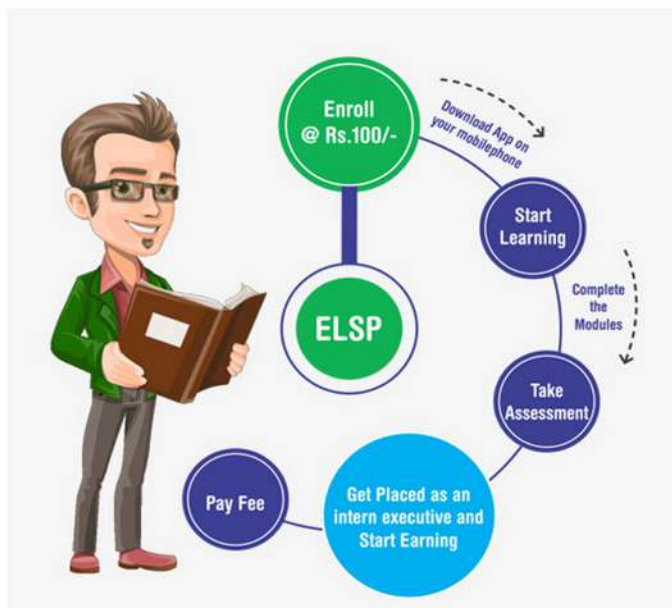 Enroll
@ Rs.100/-
Download App on
your mobilephone
Start
Learning
Complete
the
Modules
Take
Assessment
Get Placed as an
intern executive and
Start Earning
Pay Fee
ELSP